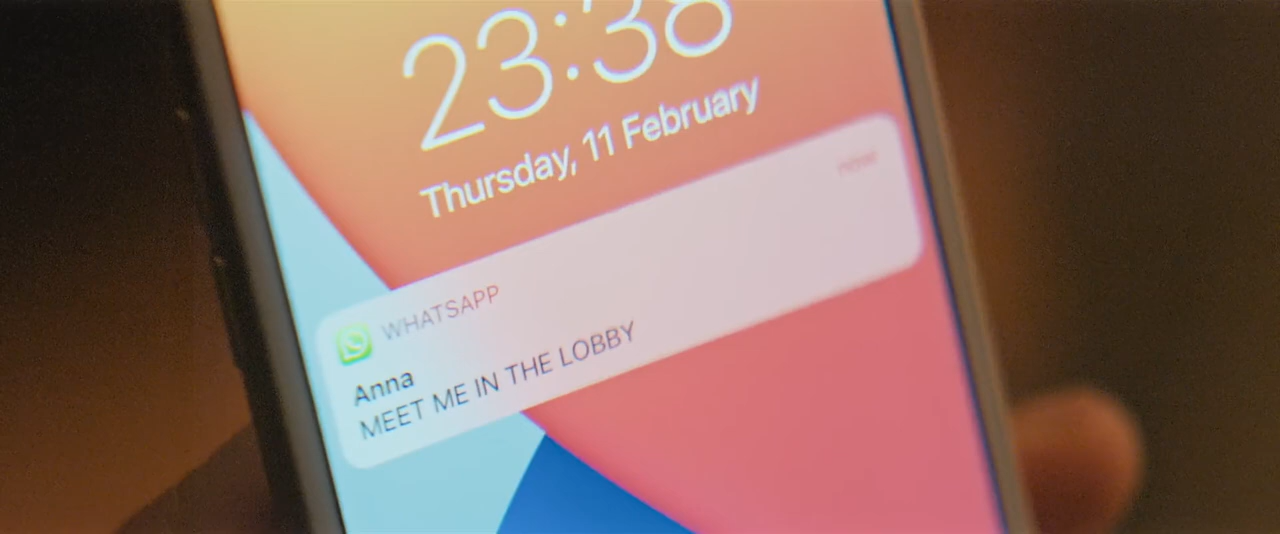 23:38
Thursday, 11 February
WHATSAPP
now
Anna
MEET ME IN THE LOBBY